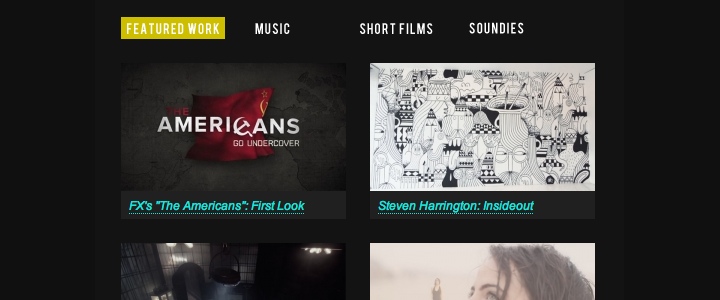 FEATURED WORK MUSIC SHORT FILMS SOUNDIES
THE
AMERICANS
GO UNDERCOVER
FX's "The Americans": First Look
Steven Harrington: Insideout